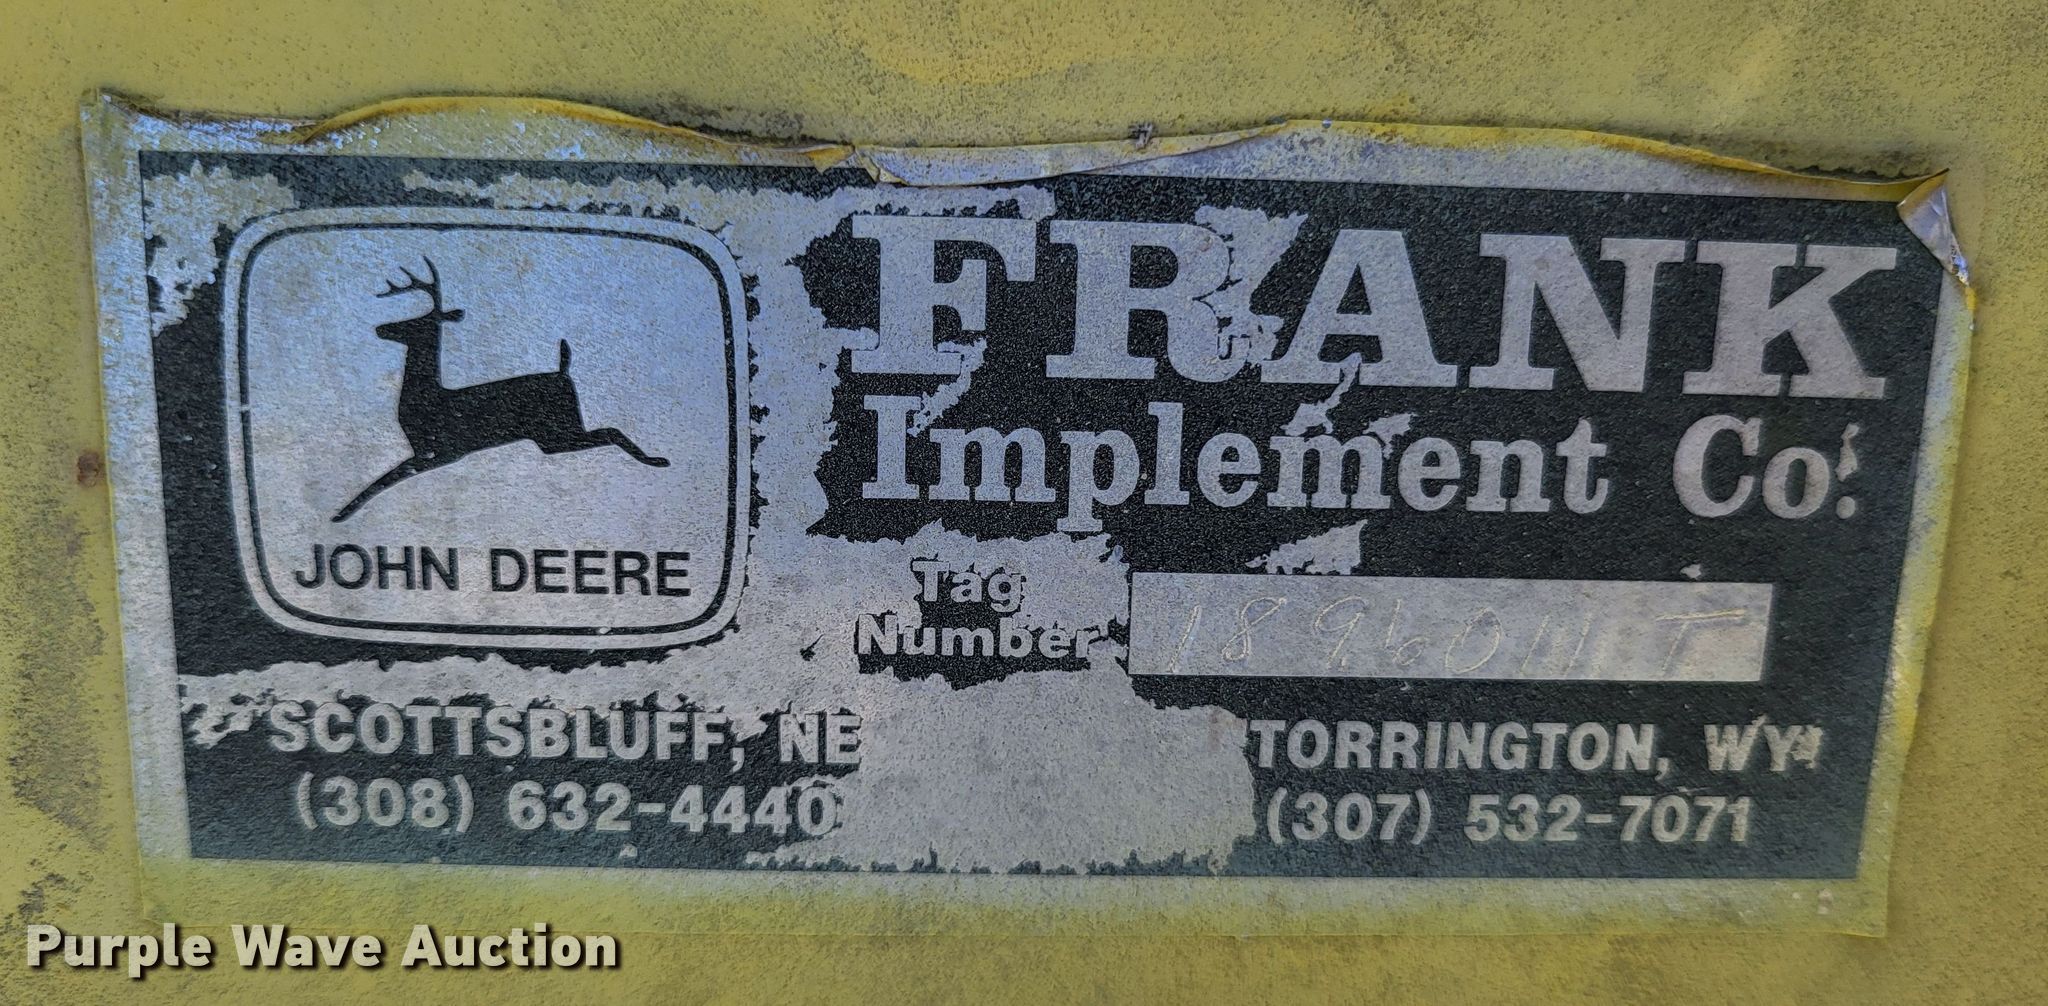 FRANK
Implement Co.
JOHN DEERE
Tag
Number
SCOTTSBLUFF, NE
(308) 632-4440
TORRINGTON, WY
(307) 532-7071
Purple Wave Auction